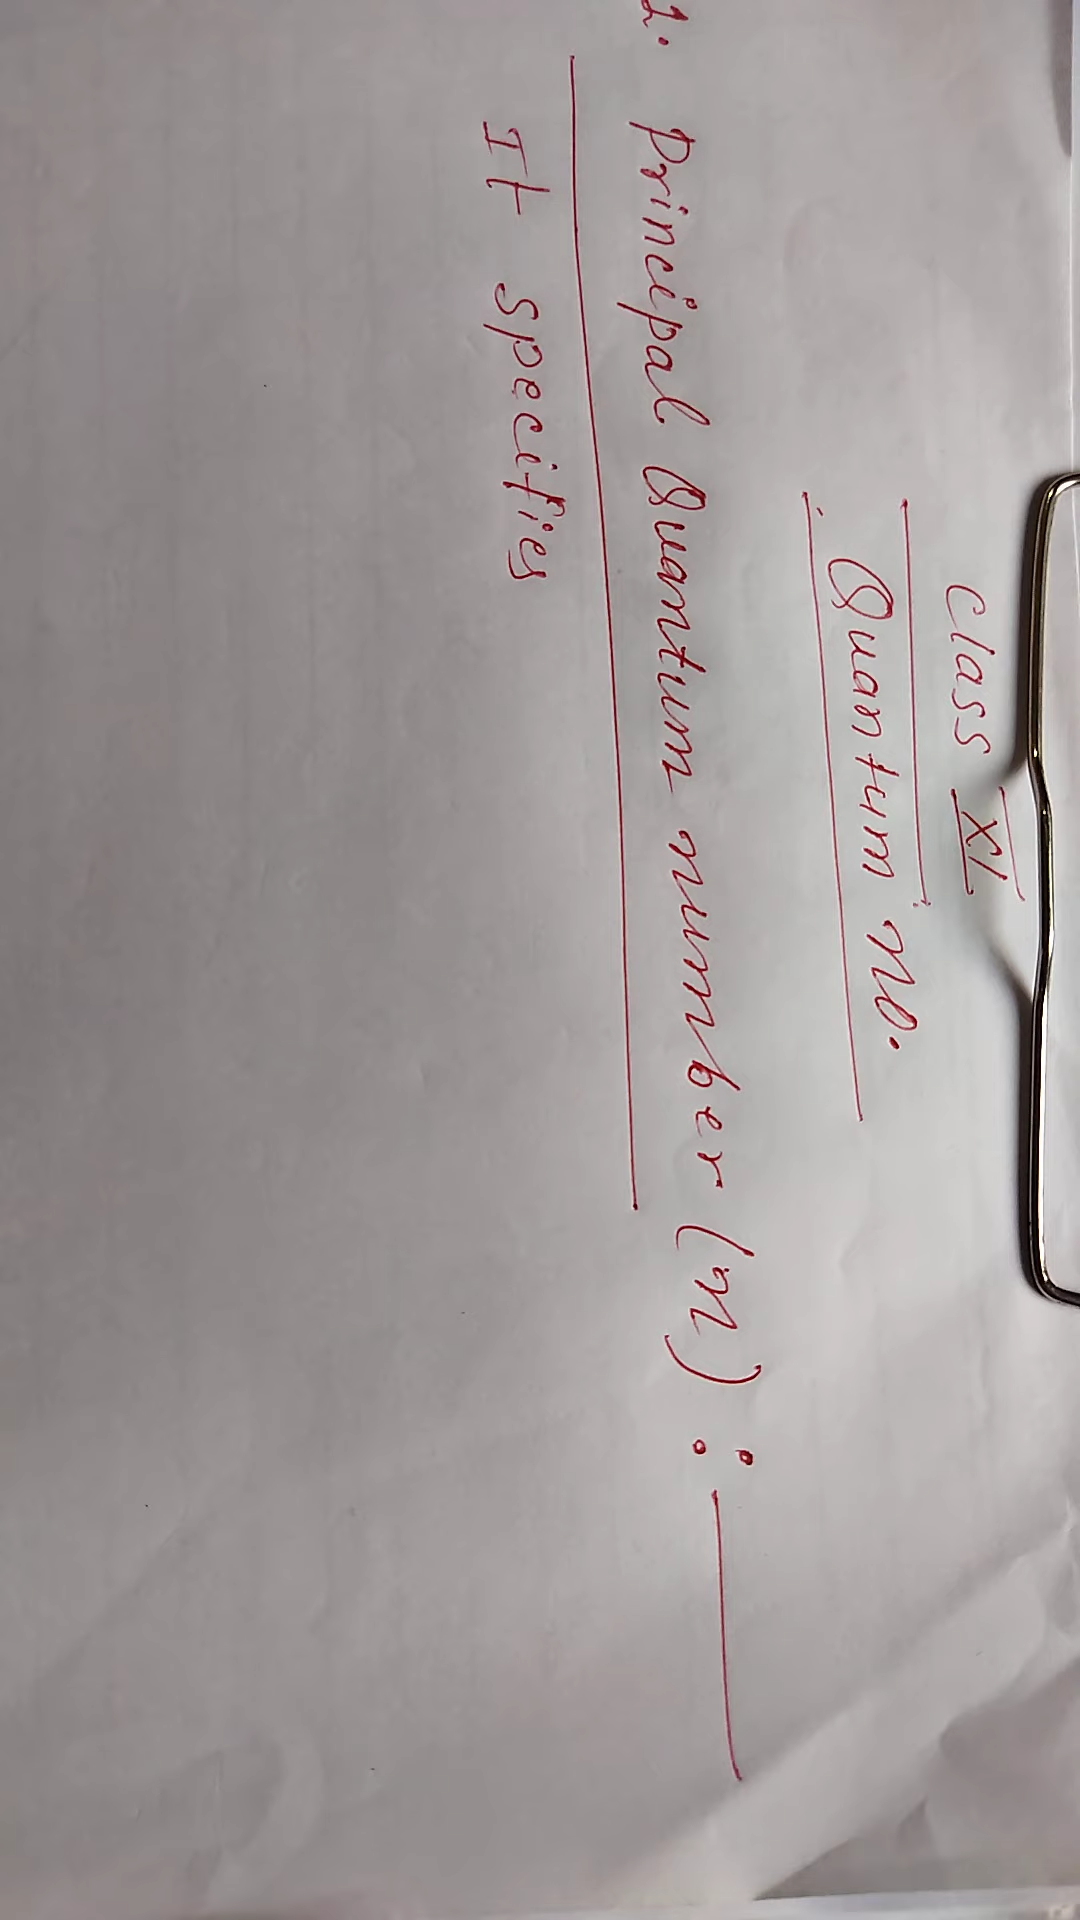 Class XI
Quantum no.
1. Principal Quantum number (n) : —
It specifies